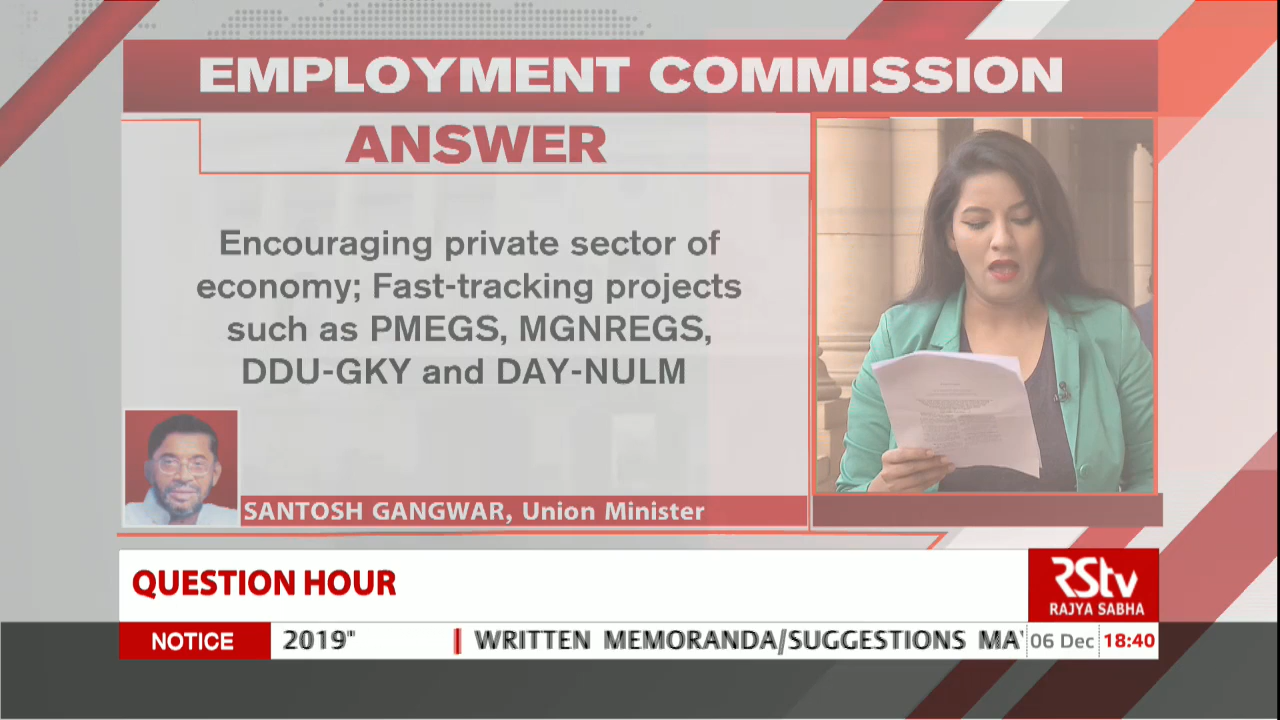 EMPLOYMENT COMMISSION
ANSWER
Encouraging private sector of
economy; Fast-tracking projects
such as PMEGS, MGNREGS,
DDU-GKY and DAY-NULM
SANTOSH GANGWAR, Union Minister
QUESTION HOUR
RStv
RAJYA SABHA
NOTICE
2019" | WRITTEN MEMORANDA/SUGGESTIONS
06 Dec 18:40